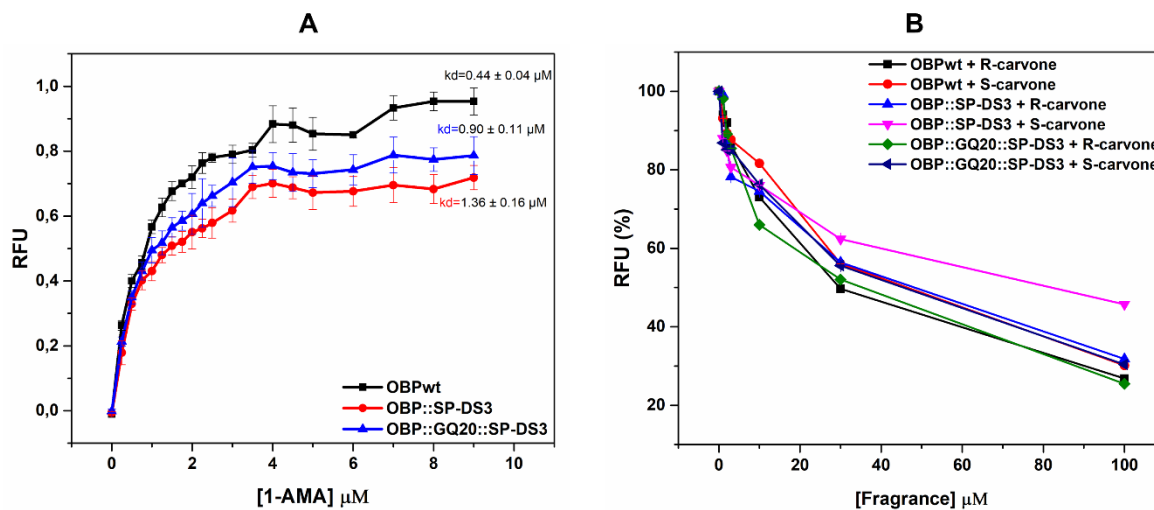 A
kd=0.44 ± 0.04 µM
kd=0.90 ± 0.11 µM
kd=1.36 ± 0.16 µM
RFU
1,0
0,8
0,6
0,4
0,2
0,0
OBPwt
OBP::SP-DS3
OBP::GQ20::SP-DS3
0 2 4 6 8 10
[1-AMA] µM
B
OBPwt + R-carvone
OBPwt + S-carvone
OBP::SP-DS3 + R-carvone
OBP::SP-DS3 + S-carvone
OBP::GQ20::SP-DS3 + R-carvone
OBP::GQ20::SP-DS3 + S-carvone
RFU (%)
100
80
60
40
20
0 20 40 60 80 100
[Fragrance] µM